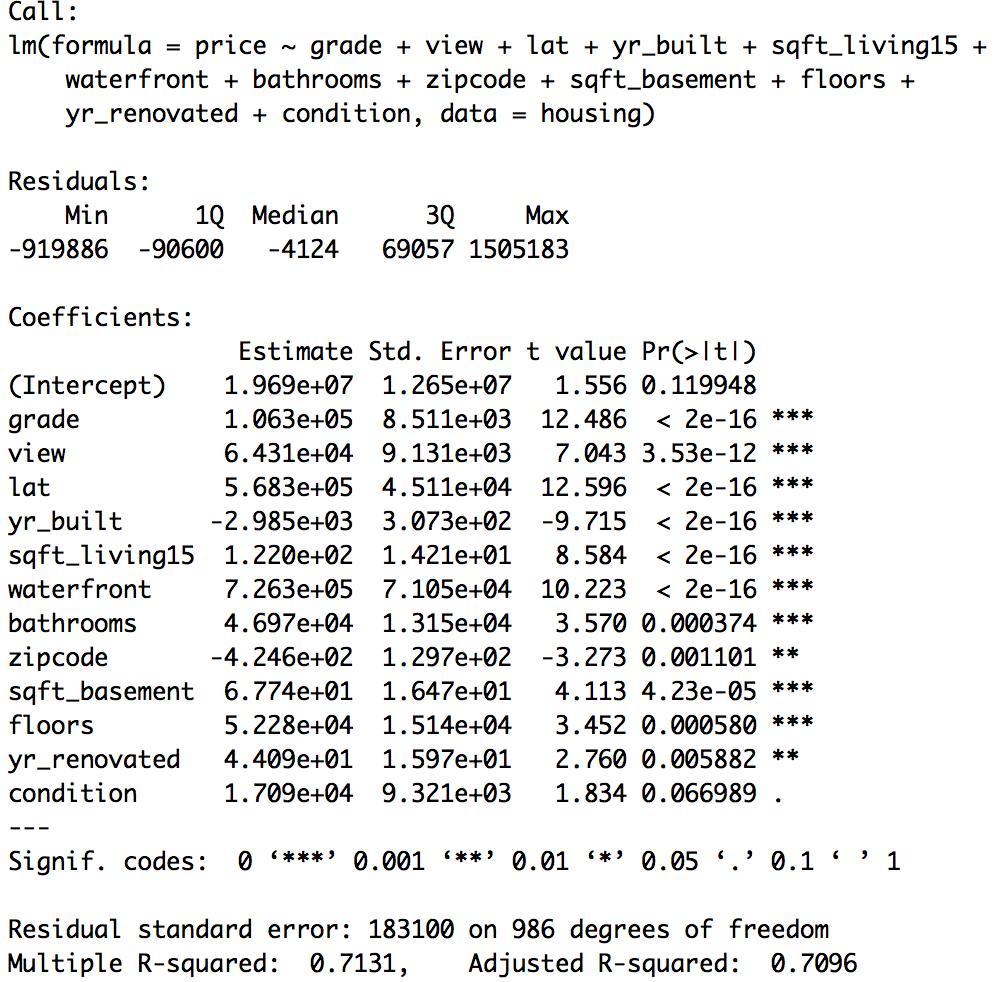 Call:
lm(formula = price ~ grade + view + lat + yr_built + sqft_living15 +
    waterfront + bathrooms + zipcode + sqft_basement + floors +
    yr_renovated + condition, data = housing)

Residuals:
    Min      1Q  Median      3Q     Max
-919886  -90600   -4124   69057 1505183

Coefficients:
                Estimate Std. Error t value Pr(>|t|)
(Intercept)    1.969e+07  1.265e+07   1.556 0.119948
grade          1.063e+05  8.511e+03  12.486  < 2e-16 ***
view           6.431e+04  9.131e+03   7.043 3.53e-12 ***
lat            5.683e+05  4.511e+04  12.596  < 2e-16 ***
yr_built      -2.985e+03  3.073e+02  -9.715  < 2e-16 ***
sqft_living15  1.220e+02  1.421e+01   8.584  < 2e-16 ***
waterfront     7.263e+05  7.105e+04  10.223  < 2e-16 ***
bathrooms      4.697e+04  1.315e+04   3.570 0.000374 ***
zipcode       -4.246e+02  1.297e+02  -3.273 0.001101 **
sqft_basement  6.774e+01  1.647e+01   4.113 4.23e-05 ***
floors         5.228e+04  1.514e+04   3.452 0.000580 ***
yr_renovated   4.409e+01  1.597e+01   2.760 0.005882 **
condition      1.709e+04  9.321e+03   1.834 0.066989 .
---
Signif. codes:  0 ‘***’ 0.001 ‘**’ 0.01 ‘*’ 0.05 ‘.’ 0.1 ‘ ’ 1

Residual standard error: 183100 on 986 degrees of freedom
Multiple R-squared:  0.7131,    Adjusted R-squared:  0.7096